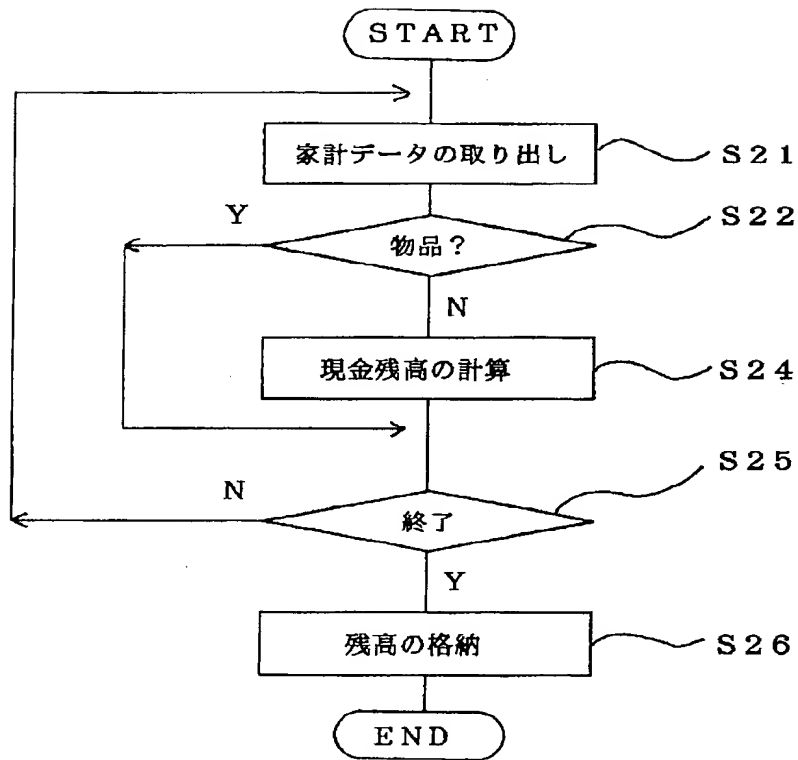 START
家計データの取り出し
S21
Y
S22
物品?
N
現金残高の計算
S24
S25
N
終了
Y
残高の格納
S26
END